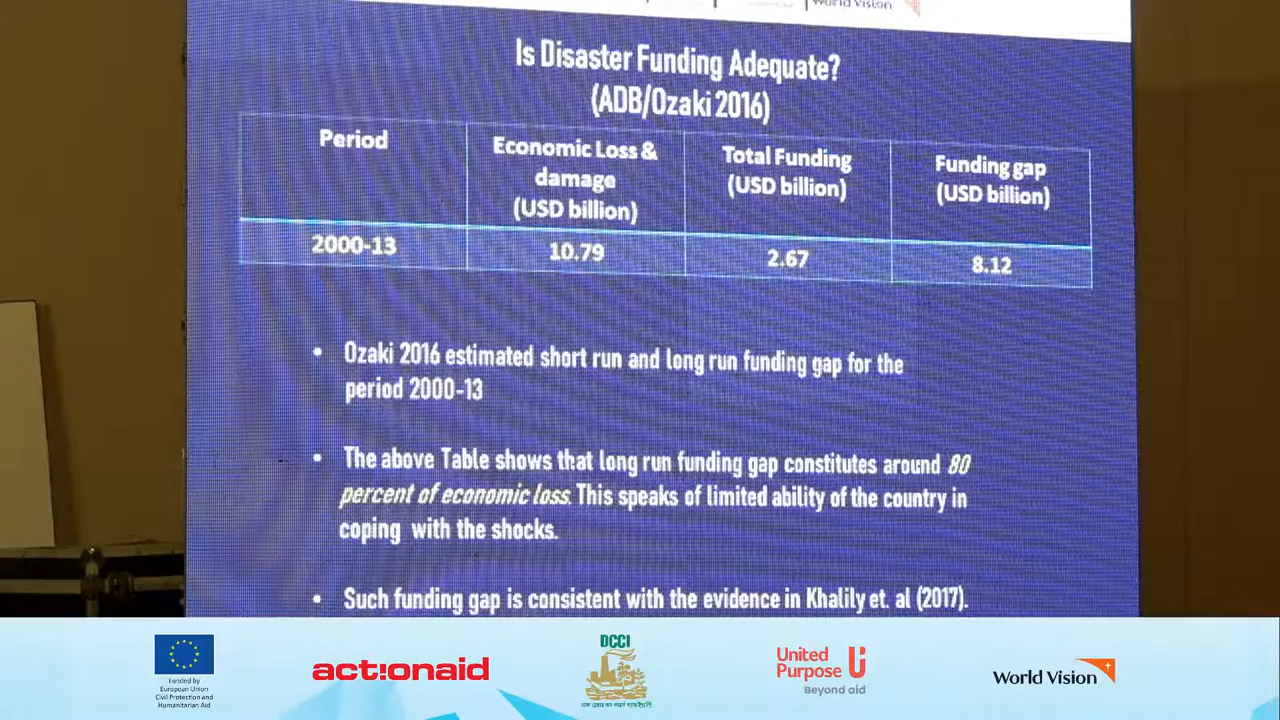 World Vision
Is Disaster Funding Adequate?
(ADB/Ozaki 2016)
Period
Economic Loss &
damage
(USD billion)
Total Funding
(USD billion)
Funding gap
(USD billion)
2000-13
10.79
2.67
8.12
• Ozaki 2016 estimated short run and long run funding gap for the
period 2000-13
• The above Table shows that long run funding gap constitutes around 80
percent of economic loss. This speaks of limited ability of the country in
coping with the shocks.
• Such funding gap is consistent with the evidence in Khalily et. al (2017).
Funded by
European Union
Civil Protection and
Humanitarian Aid
act!onaid
DCCI
United
Purpose
Beyond aid
World Vision